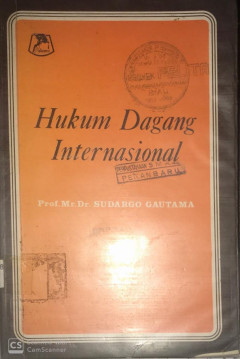 Hukum Dagang
Internasional
PEKANBARU
Prof. Mr. Dr. SUDARGO GAUTAMA
CS CamScanner